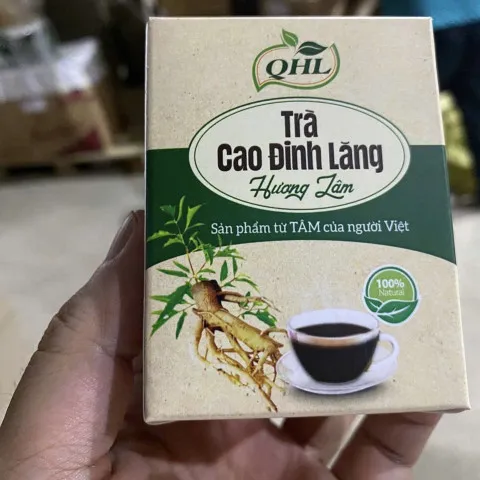 QHL
Trà
Cao Đinh Lăng
Hương Lâm
Sản phẩm từ TÂM của người Việt
100%
Natural